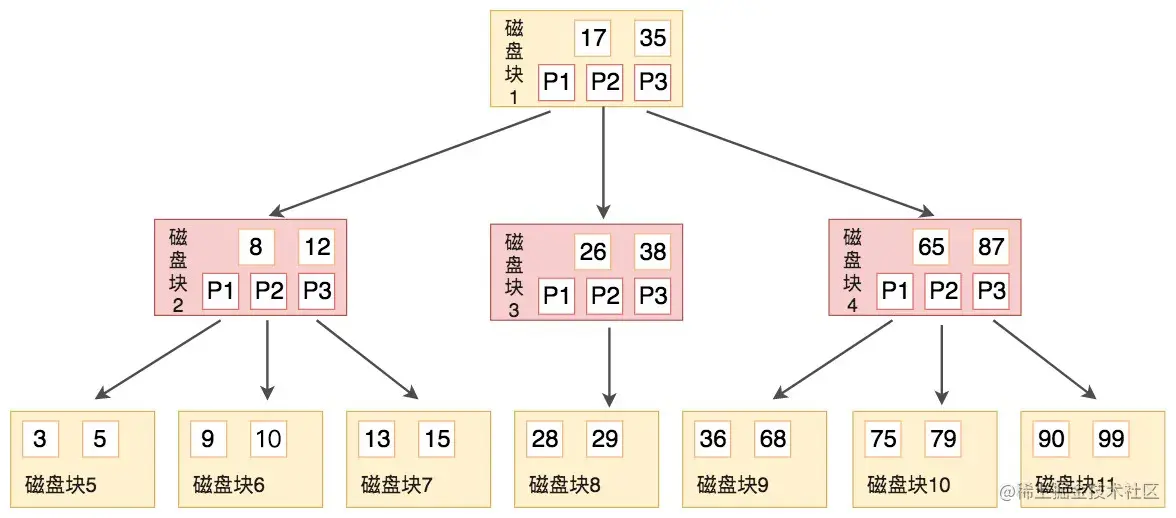 磁盘块1
17 35
P1 P2 P3
磁盘块2
8 12
P1 P2 P3
磁盘块3
26 38
P1 P2 P3
磁盘块4
65 87
P1 P2 P3
3 5
磁盘块5
9 10
磁盘块6
13 15
磁盘块7
28 29
磁盘块8
36 68
磁盘块9
75 79
磁盘块10
90 99
磁盘块11
@稀土掘金技术社区